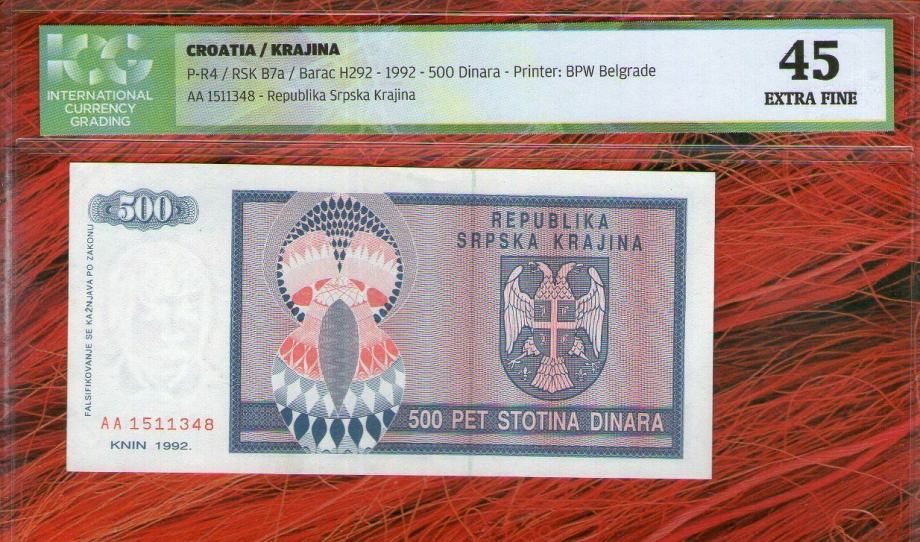 ICG
INTERNATIONAL
CURRENCY
GRADING
CROATIA / KRAJINA
P-R4 / RSK B7a / Barac H292 - 1992 - 500 Dinara - Printer: BPW Belgrade
AA 1511348 - Republika Srpska Krajina
45
EXTRA FINE
500
FALSIFIKOVANJE SE KAŽNJAVA PO ZAKONU
AA 1511348
KNIN 1992.
REPUBLIKA
SRPSKA KRAJINA
500 PET STOTINA DINARA